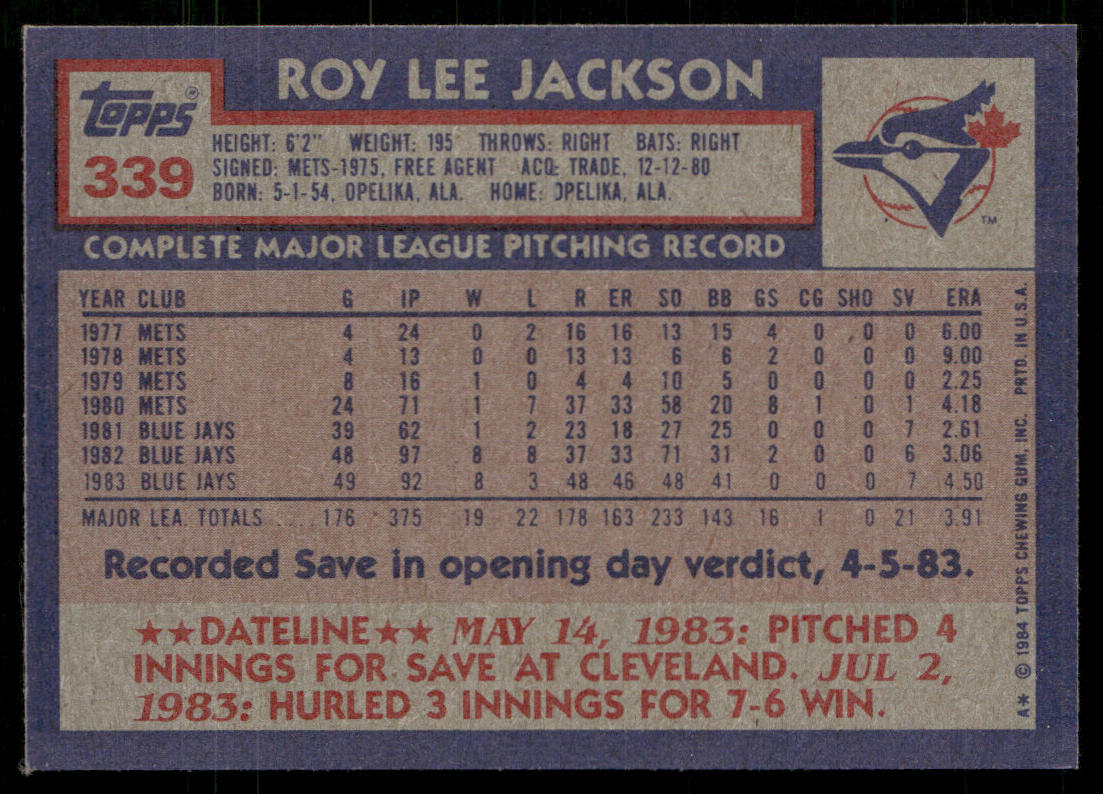 ROY LEE JACKSON
TOPPS ®
339
HEIGHT: 6'2" WEIGHT: 195 THROWS: RIGHT BATS: RIGHT
SIGNED: METS-1975, FREE AGENT ACQ: TRADE, 12-12-80
BORN: 5-1-54, OPELIKA, ALA. HOME: OPELIKA, ALA.
TM
COMPLETE MAJOR LEAGUE PITCHING RECORD
YEAR CLUB G IP W L R ER SO BB GS CG SHO SV ERA
1977 METS 4 24 0 2 16 16 13 15 4 0 0 0 6.00
1978 METS 4 13 0 0 13 13 6 6 2 0 0 0 9.00
1979 METS 8 16 1 0 4 4 10 5 0 0 0 0 2.25
1980 METS 24 71 1 7 37 33 58 20 8 1 0 1 4.18
1981 BLUE JAYS 39 62 1 2 23 18 27 25 0 0 0 7 2.61
1982 BLUE JAYS 48 97 8 8 37 33 71 31 2 0 0 6 3.06
1983 BLUE JAYS 49 92 8 3 48 46 48 41 0 0 0 7 4.50
MAJOR LEA. TOTALS .... 176 375 19 22 178 163 233 143 16 1 0 21 3.91
Recorded Save in opening day verdict, 4-5-83.
★★DATELINE★★ MAY 14, 1983: PITCHED 4
INNINGS FOR SAVE AT CLEVELAND. JUL 2,
1983: HURLED 3 INNINGS FOR 7-6 WIN.
A* © 1984 TOPPS CHEWING GUM, INC. PRTD. IN U.S.A.